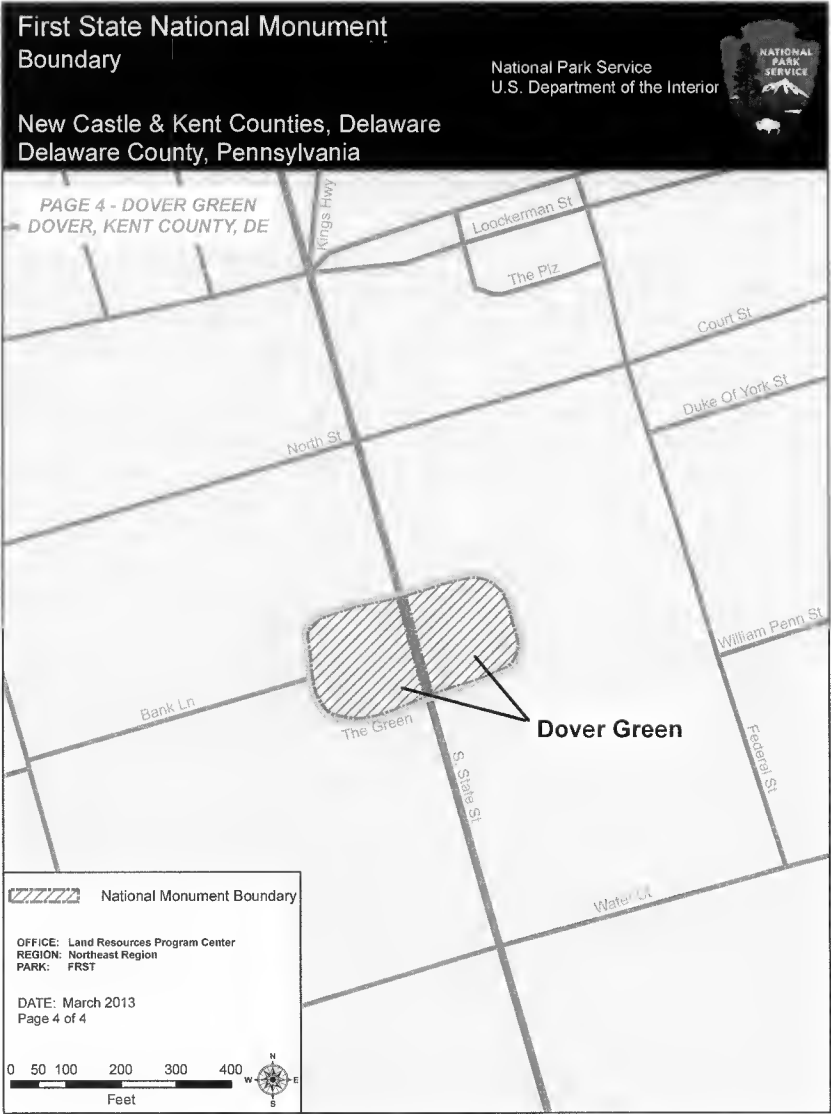 First State National Monument
Boundary
National Park Service
U.S. Department of the Interior
NATIONAL
PARK
SERVICE
New Castle & Kent Counties, Delaware
Delaware County, Pennsylvania
PAGE 4 - DOVER GREEN
DOVER, KENT COUNTY, DE
Kings Hwy
Loockerman St
The Plz
Court St
Duke Of York St
North St
William Penn St
Bank Ln
The Green
Dover Green
Federal St
S. State St
Water
National Monument Boundary
OFFICE: Land Resources Program Center
REGION: Northeast Region
PARK: FRST
DATE: March 2013
Page 4 of 4
0 50 100 200 300 400
Feet
N
W E
S